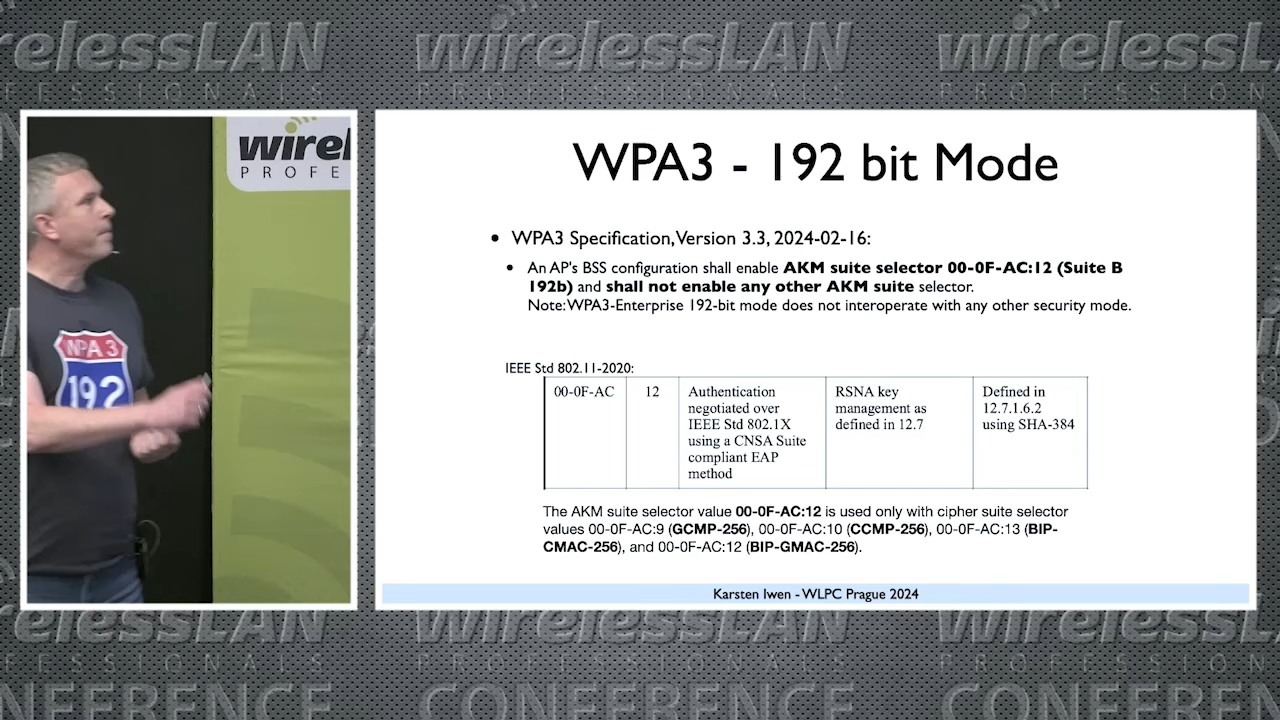 wirelessLAN
PROFESSIONALS
WPA 3
192
WPA3 - 192 bit Mode
• WPA3 Specification, Version 3.3, 2024-02-16:
• An AP's BSS configuration shall enable AKM suite selector 00-0F-AC:12 (Suite B
192b) and shall not enable any other AKM suite selector.
Note: WPA3-Enterprise 192-bit mode does not interoperate with any other security mode.
IEEE Std 802.11-2020:
00-0F-AC
12
Authentication
negotiated over
IEEE Std 802.1X
using a CNSA Suite
compliant EAP
method
RSNA key
management as
defined in 12.7
Defined in
12.7.1.6.2
using SHA-384
The AKM suite selector value 00-0F-AC:12 is used only with cipher suite selector
values 00-0F-AC:9 (GCMP-256), 00-0F-AC:10 (CCMP-256), 00-0F-AC:13 (BIP-
CMAC-256), and 00-0F-AC:12 (BIP-GMAC-256).
Karsten Iwen - WLPC Prague 2024
wirelessLAN
PROFESSIONALS
CONFERENCE